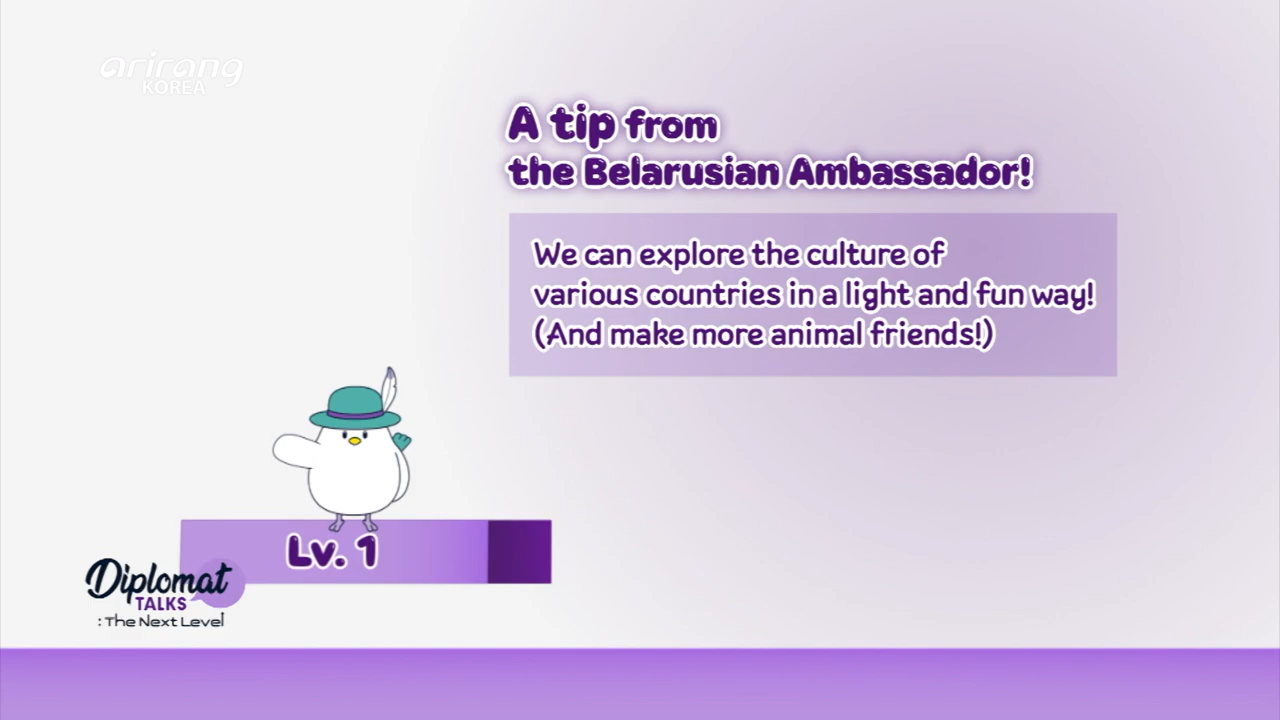 arirang
KOREA
A tip from
the Belarusian Ambassador!
We can explore the culture of
various countries in a light and fun way!
(And make more animal friends!)
Lv. 1
Diplomat
TALKS
: The Next Level